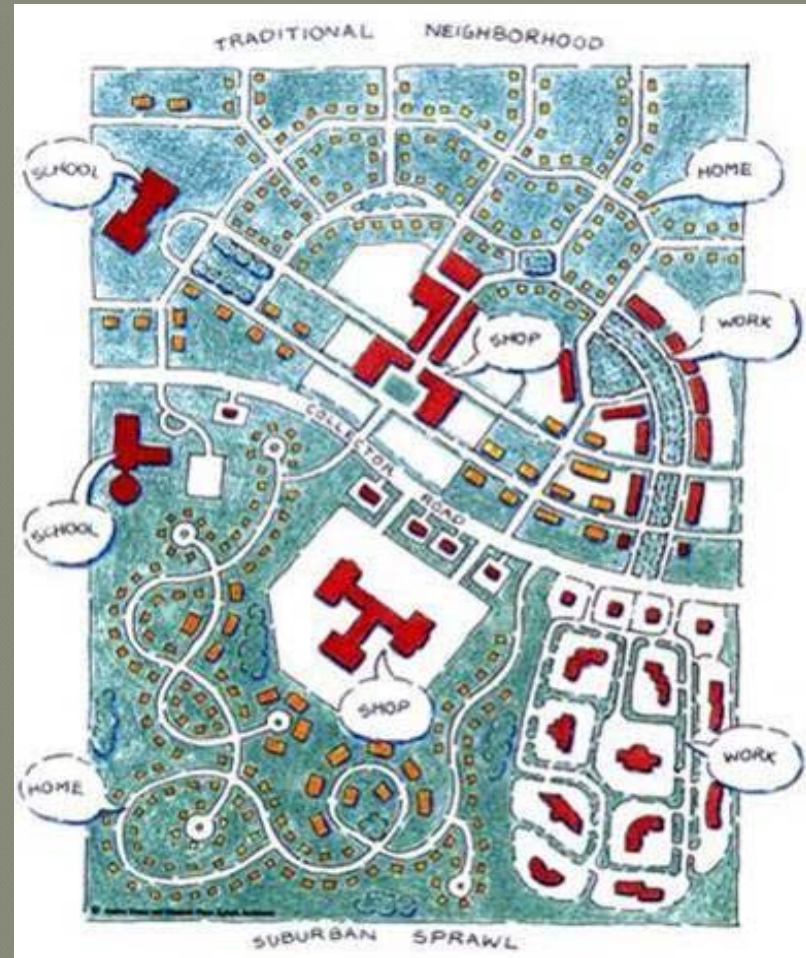 TRADITIONAL NEIGHBORHOOD
SCHOOL
HOME
WORK
SHOP
COLLECTOR ROAD
SCHOOL
SHOP
WORK
HOME
SUBURBAN SPRAWL